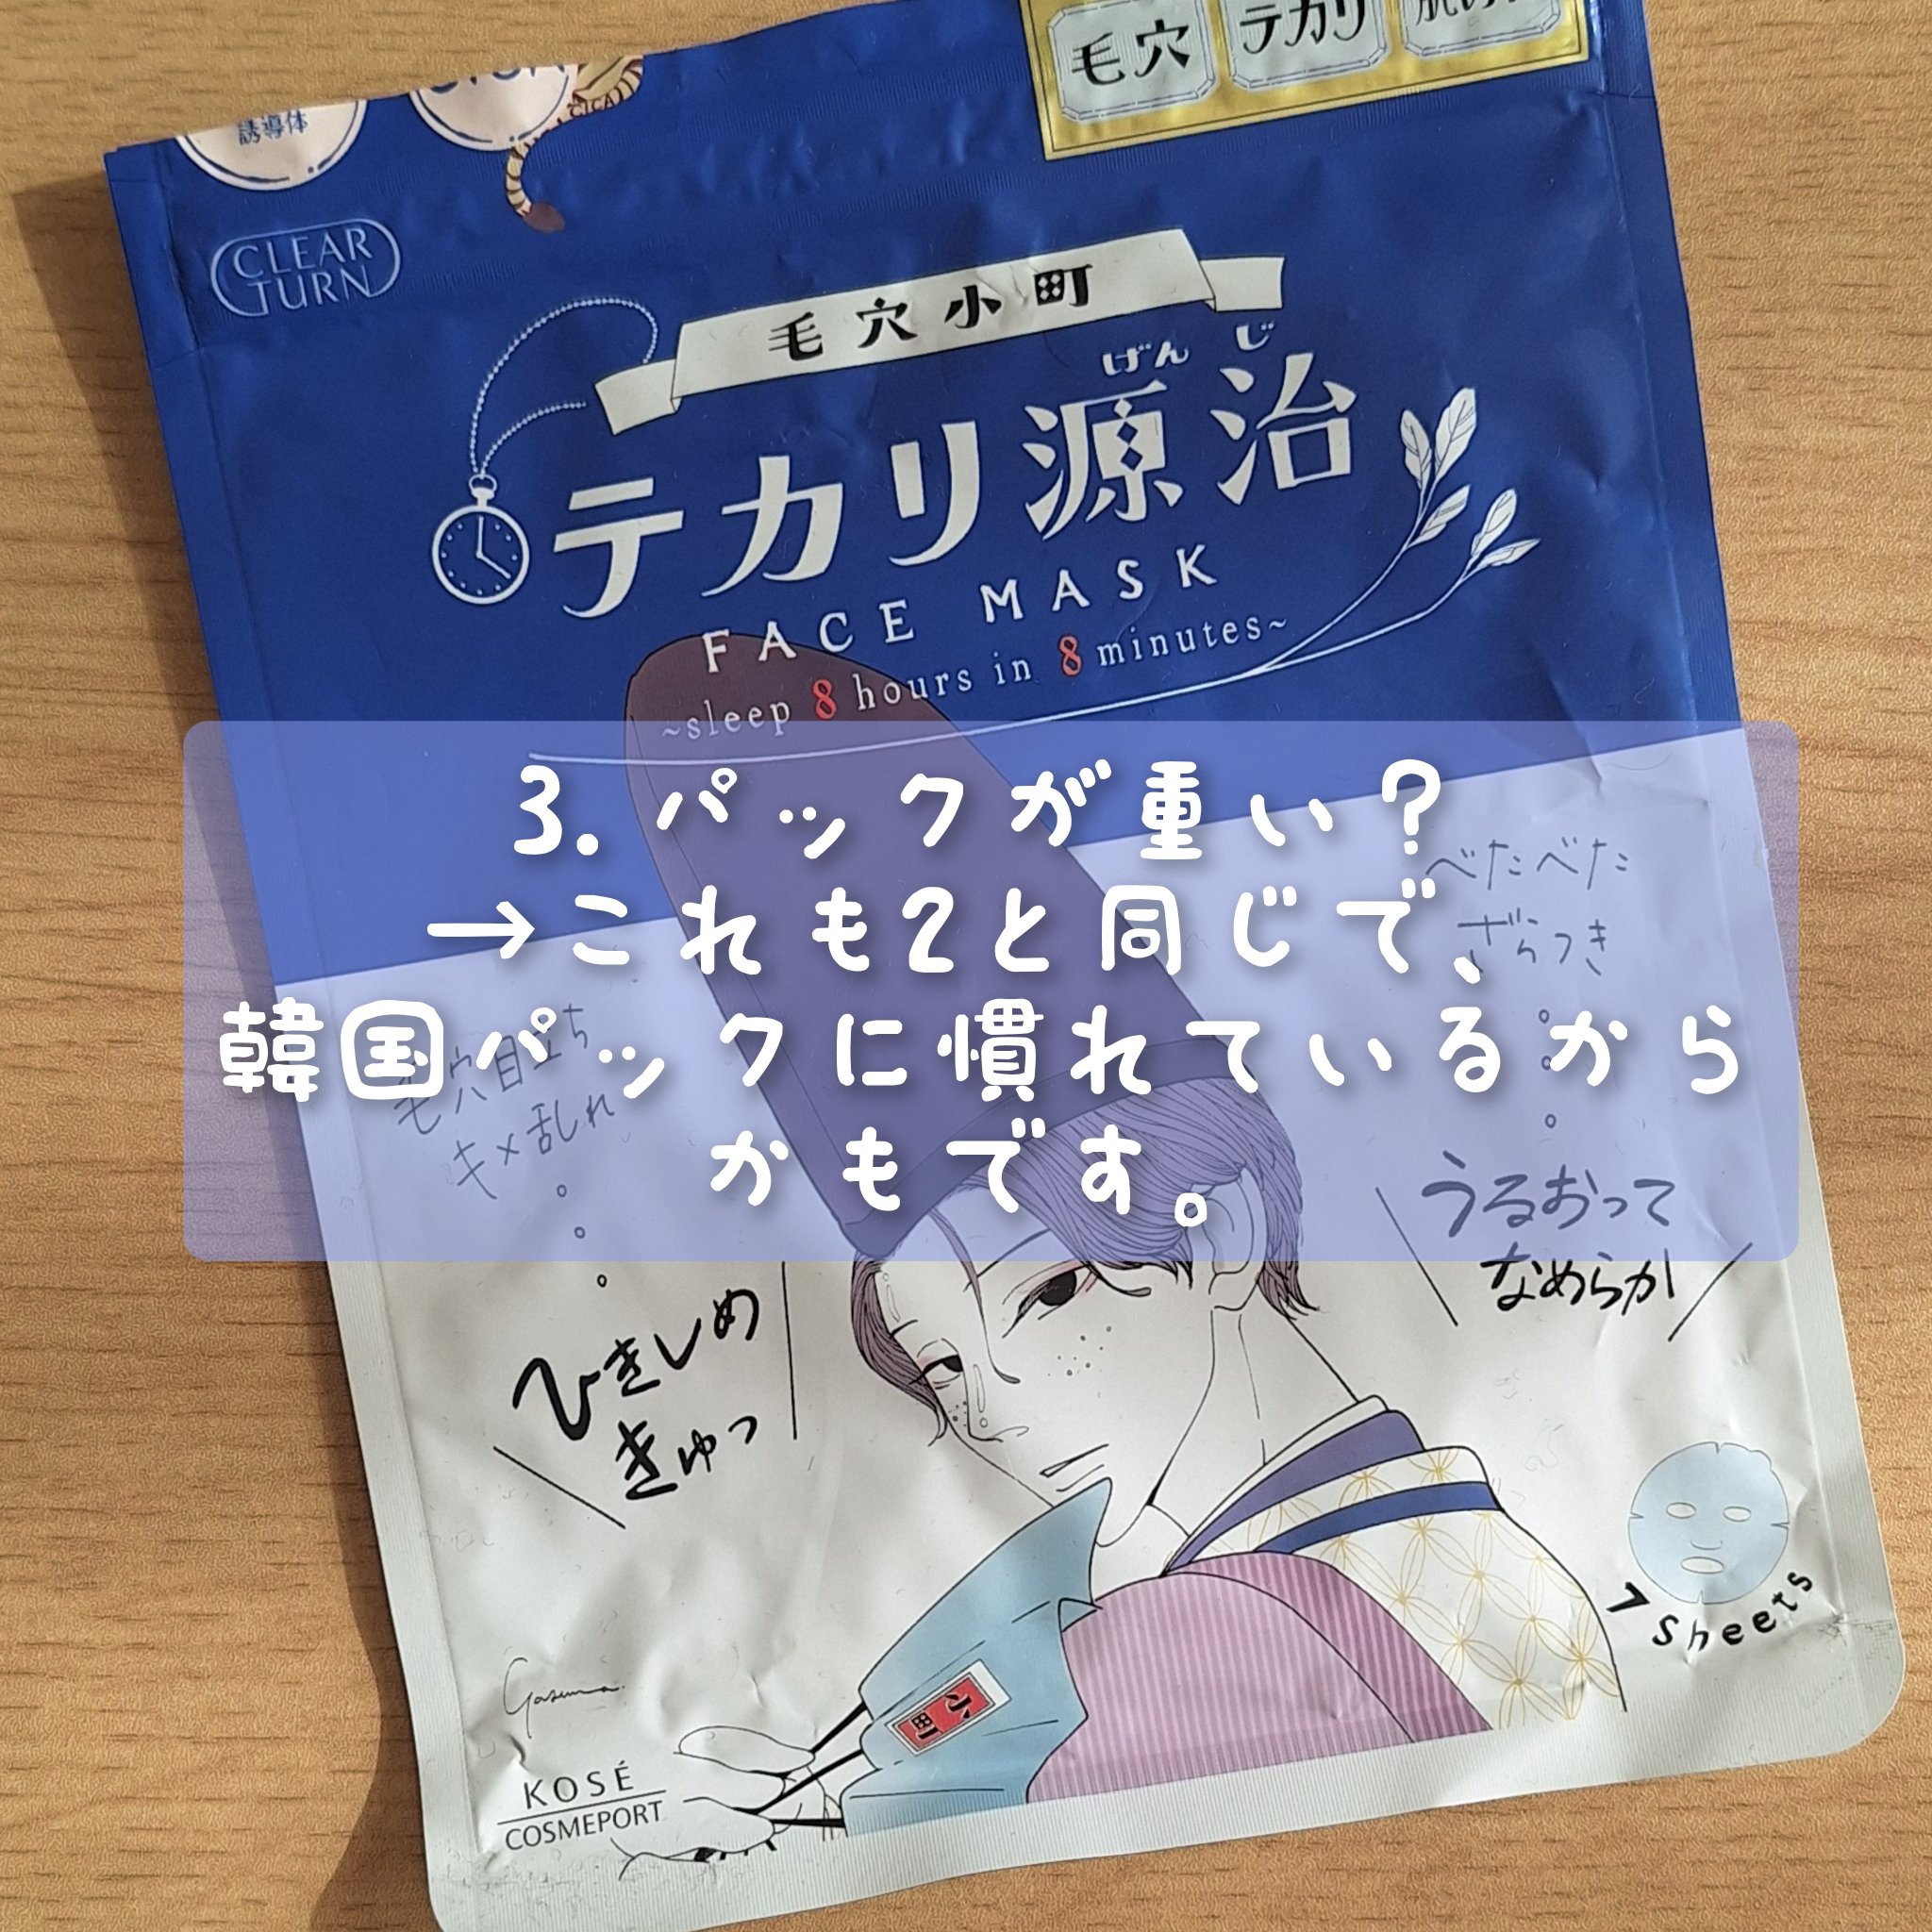 毛穴
テカリ
誘導体
CICA
CLEAR
TURN
毛穴小町
げんじ
テカリ源治
FACE MASK
~sleep 8 hours in 8 minutes~
3.パックが重い?
→これも2と同じで、
韓国パックに慣れているから
かもです。
べたべた
ざらつき
毛穴目立ち
キメ乱れ
うるおって
なめらか
ひきしめ
きゅっ
7 Sheets
小町
KOSÉ
COSMEPORT